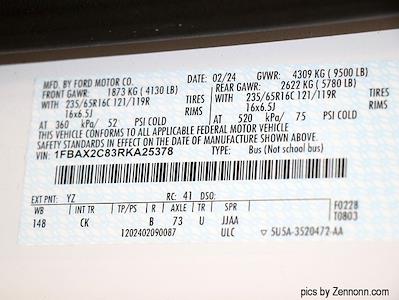 MFD. BY FORD MOTOR CO.
DATE: 02/24 GVWR: 4309 KG ( 9500 LB)
FRONT GAWR: 1873 KG ( 4130 LB) REAR GAWR: 2622 KG ( 5780 LB)
WITH 235/65R16C 121/119R TIRES WITH 235/65R16C 121/119R TIRES
16x6.5J RIMS 16x6.5J RIMS
AT 360 kPa/ 52 PSI COLD AT 520 kPa/ 75 PSI COLD
THIS VEHICLE CONFORMS TO ALL APPLICABLE FEDERAL MOTOR VEHICLE
SAFETY STANDARDS IN EFFECT ON THE DATE OF MANUFACTURE SHOWN ABOVE.
VIN: 1FBAX2C83RKA25378 TYPE: Bus (Not school bus)
EXT PNT: YZ RC: 41 DSO:
WB INT TR TP/PS R AXLE TR SPR F0228
148 CK B 73 U JJAA T0803
1202402090087 ULC ▽ 5U5A-3520472-AA
pics by Zennonn.com